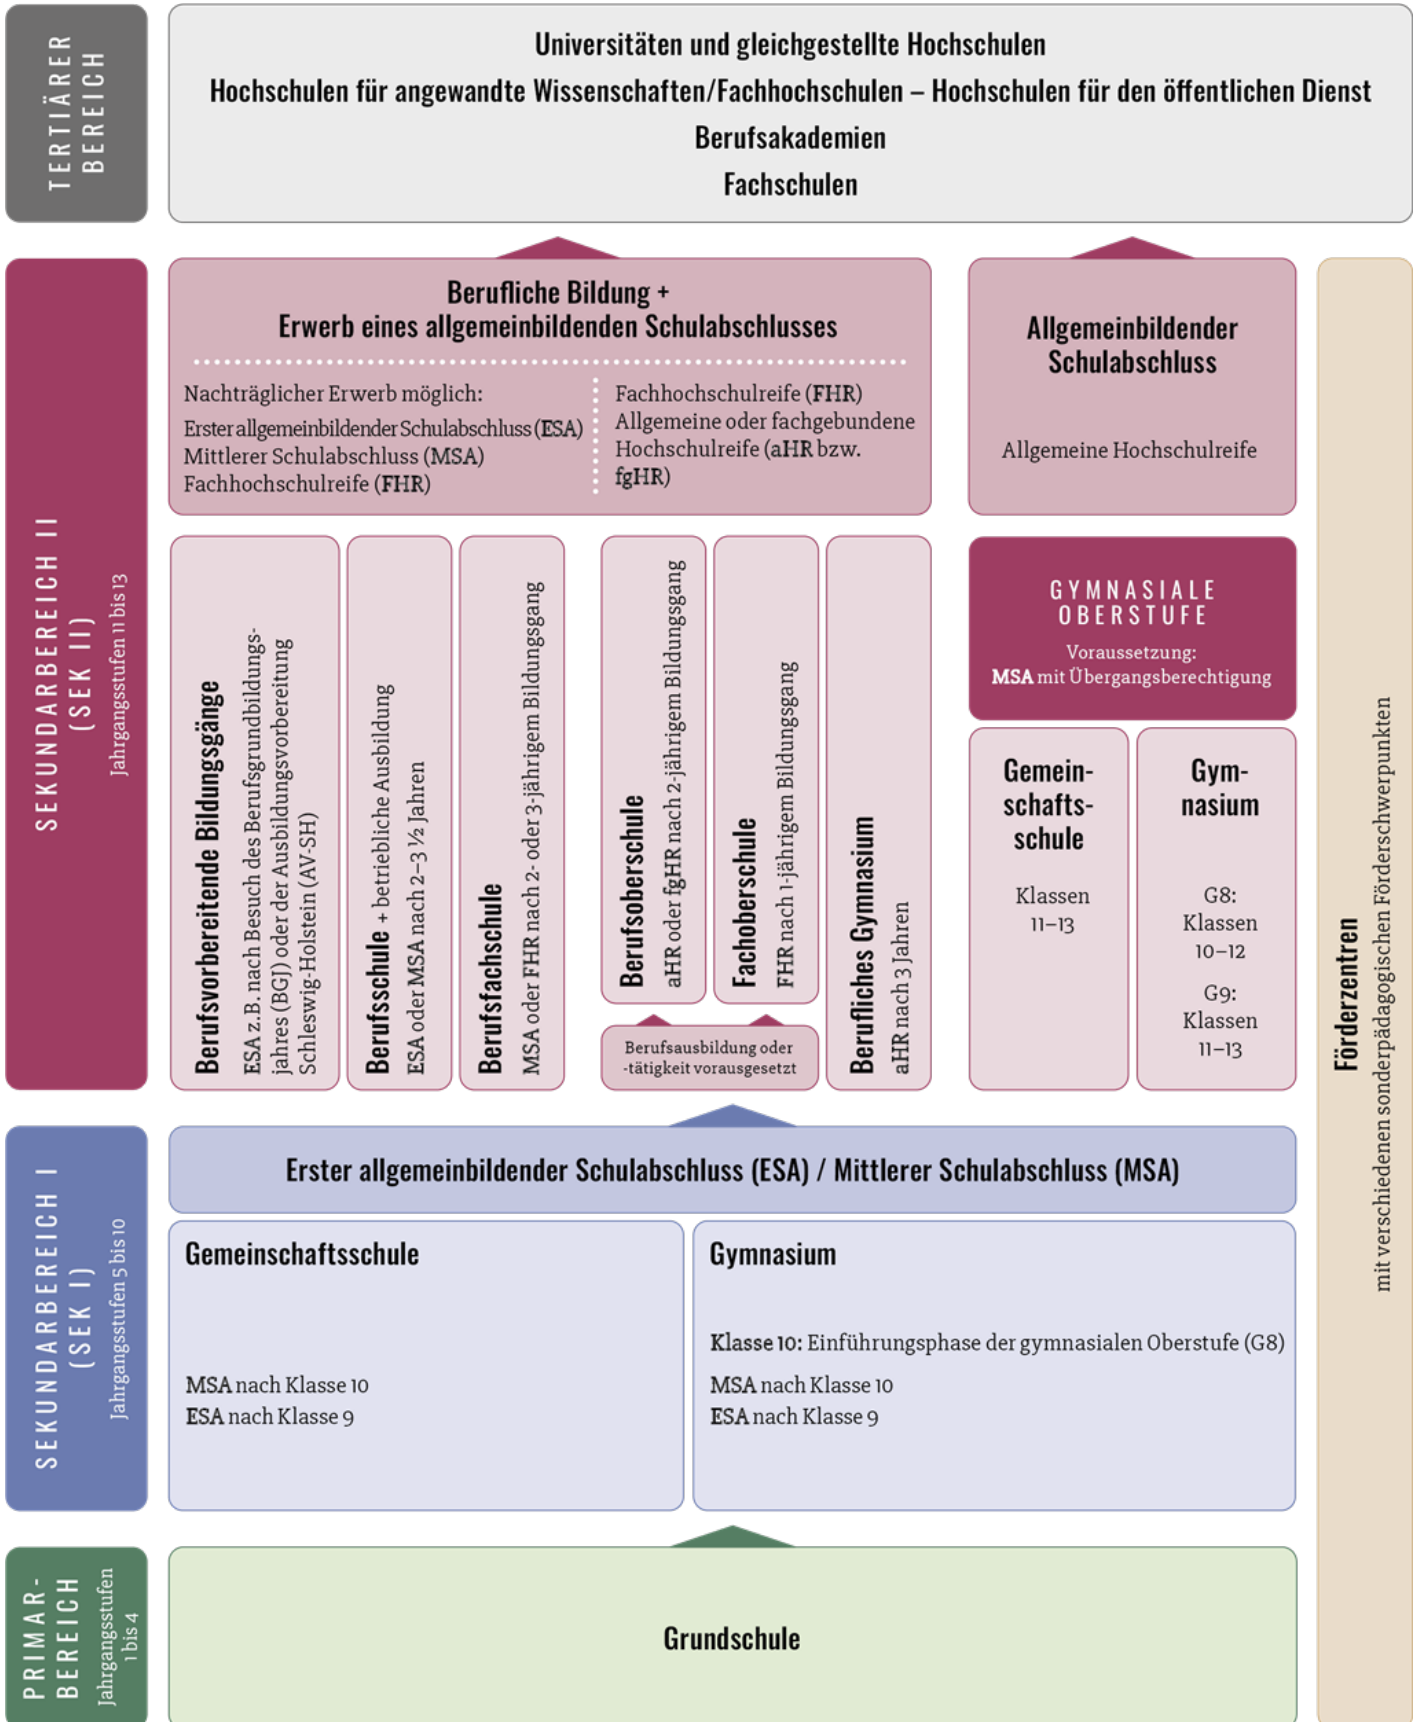 TERTIÄRER
BEREICH
Universitäten und gleichgestellte Hochschulen
Hochschulen für angewandte Wissenschaften/Fachhochschulen – Hochschulen für den öffentlichen Dienst
Berufsakademien
Fachschulen
SEKUNDARBEREICH II
(SEK II)
Jahrgangsstufen 11 bis 13
Berufliche Bildung +
Erwerb eines allgemeinbildenden Schulabschlusses
Nachträglicher Erwerb möglich:
Erster allgemeinbildender Schulabschluss (ESA)
Mittlerer Schulabschluss (MSA)
Fachhochschulreife (FHR)
Fachhochschulreife (FHR)
Allgemeine oder fachgebundene
Hochschulreife (aHR bzw.
fgHR)
Allgemeinbildender
Schulabschluss
Allgemeine Hochschulreife
Berufsvorbereitende Bildungsgänge
ESA z.B. nach Besuch des Berufsgrundbildungs-
jahres (BGJ) oder der Ausbildungsvorbereitung
Schleswig-Holstein (AV-SH)
Berufsschule + betriebliche Ausbildung
ESA oder MSA nach 2–3 ½ Jahren
Berufsfachschule
MSA oder FHR nach 2- oder 3-jährigem Bildungsgang
Berufsoberschule
aHR oder fgHR nach 2-jährigem Bildungsgang
Fachoberschule
FHR nach 1-jährigem Bildungsgang
Berufsausbildung oder
-tätigkeit vorausgesetzt
Berufliches Gymnasium
aHR nach 3 Jahren
GYMNASIALE
OBERSTUFE
Voraussetzung:
MSA mit Übergangsberechtigung
Gemein-
schafts-
schule
Klassen
11–13
Gym-
nasium
G8:
Klassen
10–12
G9:
Klassen
11–13
Förderzentren
mit verschiedenen sonderpädagogischen Förderschwerpunkten
SEKUNDARBEREICH I
(SEK I)
Jahrgangsstufen 5 bis 10
Erster allgemeinbildender Schulabschluss (ESA) / Mittlerer Schulabschluss (MSA)
Gemeinschaftsschule
MSA nach Klasse 10
ESA nach Klasse 9
Gymnasium
Klasse 10: Einführungsphase der gymnasialen Oberstufe (G8)
MSA nach Klasse 10
ESA nach Klasse 9
PRIMAR-
BEREICH
Jahrgangsstufen
1 bis 4
Grundschule